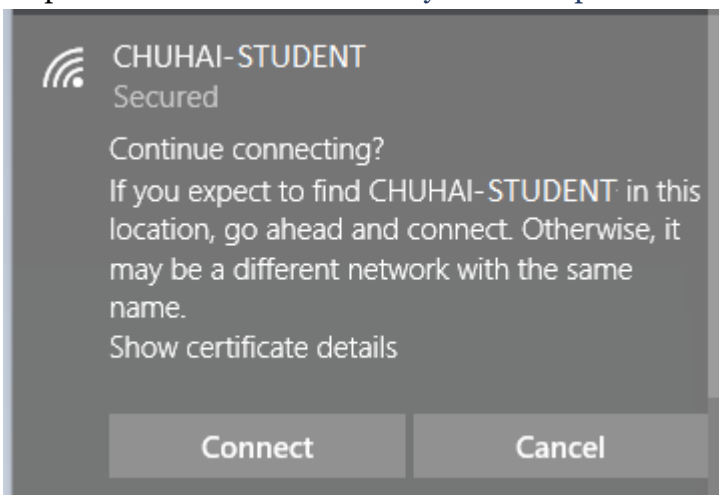 CHUHAI-STUDENT
Secured
Continue connecting?
If you expect to find CHUHAI-STUDENT in this
location, go ahead and connect. Otherwise, it
may be a different network with the same
name.
Show certificate details
Connect Cancel